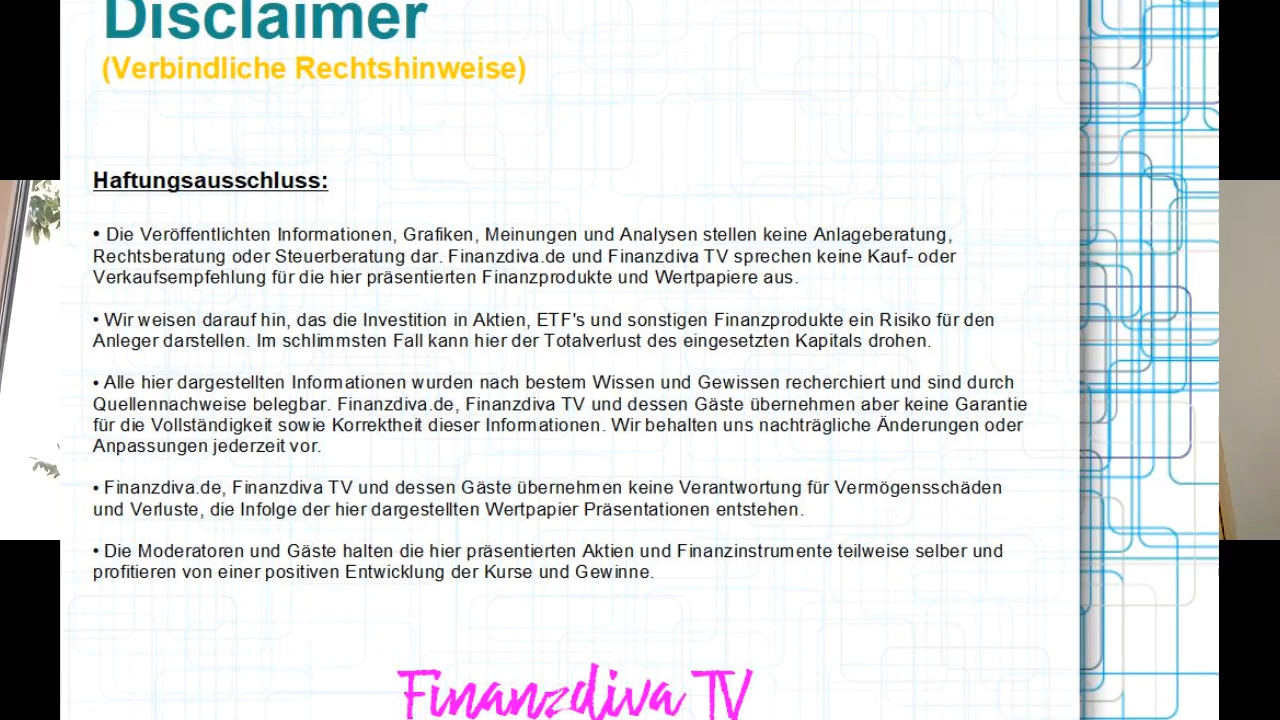 Disclaimer
(Verbindliche Rechtshinweise)
Haftungsausschluss:
• Die Veröffentlichten Informationen, Grafiken, Meinungen und Analysen stellen keine Anlageberatung,
Rechtsberatung oder Steuerberatung dar. Finanzdiva.de und Finanzdiva TV sprechen keine Kauf- oder
Verkaufsempfehlung für die hier präsentierten Finanzprodukte und Wertpapiere aus.
• Wir weisen darauf hin, das die Investition in Aktien, ETF's und sonstigen Finanzprodukte ein Risiko für den
Anleger darstellen. Im schlimmsten Fall kann hier der Totalverlust des eingesetzten Kapitals drohen.
• Alle hier dargestellten Informationen wurden nach bestem Wissen und Gewissen recherchiert und sind durch
Quellennachweise belegbar. Finanzdiva.de, Finanzdiva TV und dessen Gäste übernehmen aber keine Garantie
für die Vollständigkeit sowie Korrektheit dieser Informationen. Wir behalten uns nachträgliche Änderungen oder
Anpassungen jederzeit vor.
• Finanzdiva.de, Finanzdiva TV und dessen Gäste übernehmen keine Verantwortung für Vermögensschäden
und Verluste, die Infolge der hier dargestellten Wertpapier Präsentationen entstehen.
• Die Moderatoren und Gäste halten die hier präsentierten Aktien und Finanzinstrumente teilweise selber und
profitieren von einer positiven Entwicklung der Kurse und Gewinne.
Finanzdiva TV